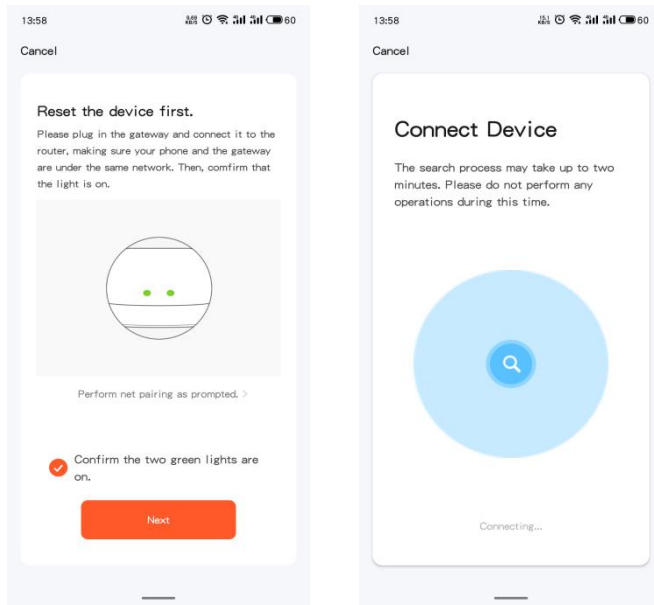 13:58
60
Cancel
Reset the device first.
Please plug in the gateway and connect it to the
router, making sure your phone and the gateway
are under the same network. Then, comfirm that
the light is on.
Perform net pairing as prompted. >
Confirm the two green lights are
on.
Next
13:58
60
Cancel
Connect Device
The search process may take up to two
minutes. Please do not perform any
operations during this time.
Connecting...